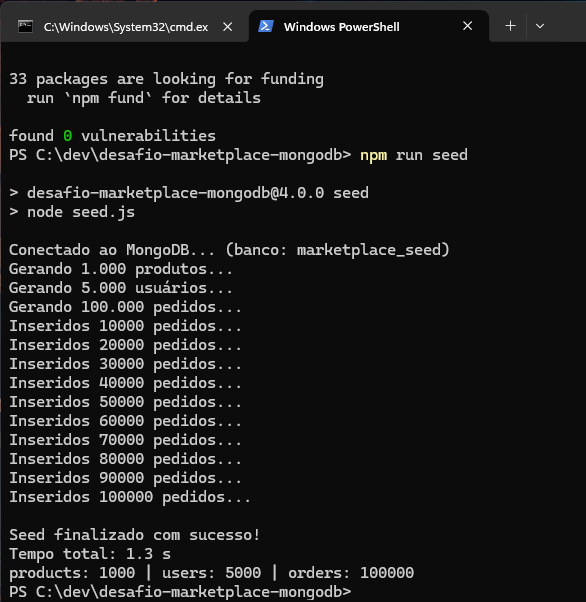 C:\Windows\System32\cmd.ex
Windows PowerShell
33 packages are looking for funding
  run `npm fund` for details
found 0 vulnerabilities
PS C:\dev\desafio-marketplace-mongodb> npm run seed
> desafio-marketplace-mongodb@4.0.0 seed
> node seed.js
Conectado ao MongoDB... (banco: marketplace_seed)
Gerando 1.000 produtos...
Gerando 5.000 usuários...
Gerando 100.000 pedidos...
Inseridos 10000 pedidos...
Inseridos 20000 pedidos...
Inseridos 30000 pedidos...
Inseridos 40000 pedidos...
Inseridos 50000 pedidos...
Inseridos 60000 pedidos...
Inseridos 70000 pedidos...
Inseridos 80000 pedidos...
Inseridos 90000 pedidos...
Inseridos 100000 pedidos...
Seed finalizado com sucesso!
Tempo total: 1.3 s
products: 1000 | users: 5000 | orders: 100000
PS C:\dev\desafio-marketplace-mongodb>